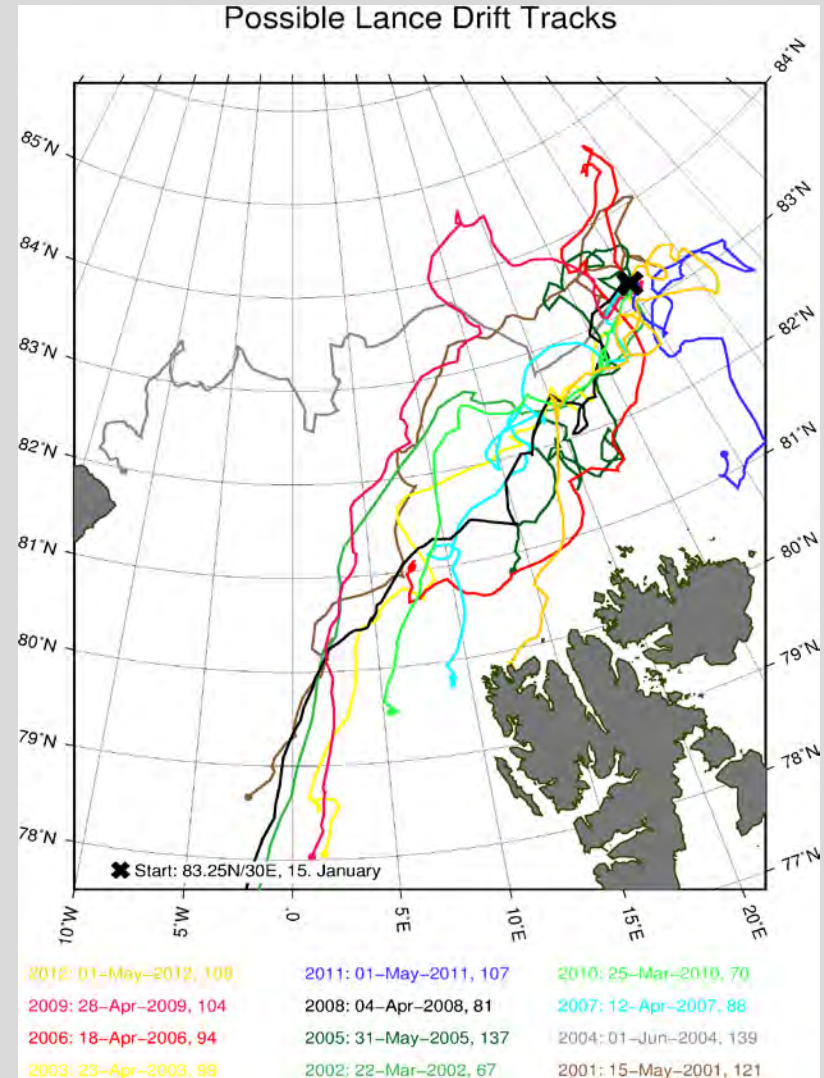 Possible Lance Drift Tracks
84°N
85°N
83°N
84°N
82°N
83°N
81°N
82°N
80°N
81°N
79°N
80°N
78°N
79°N
77°N
78°N
Start: 83.25N/30E, 15. January
10°W
5°W
0°
5°E
10°E
15°E
20°E
2012: 01-May-2012, 108 2011: 01-May-2011, 107 2010: 25-Mar-2010, 70
2009: 28-Apr-2009, 104 2008: 04-Apr-2008, 81 2007: 12-Apr-2007, 88
2006: 18-Apr-2006, 94 2005: 31-May-2005, 137 2004: 01-Jun-2004, 139
2003: 23-Apr-2003, 99 2002: 22-Mar-2002, 67 2001: 15-May-2001, 121